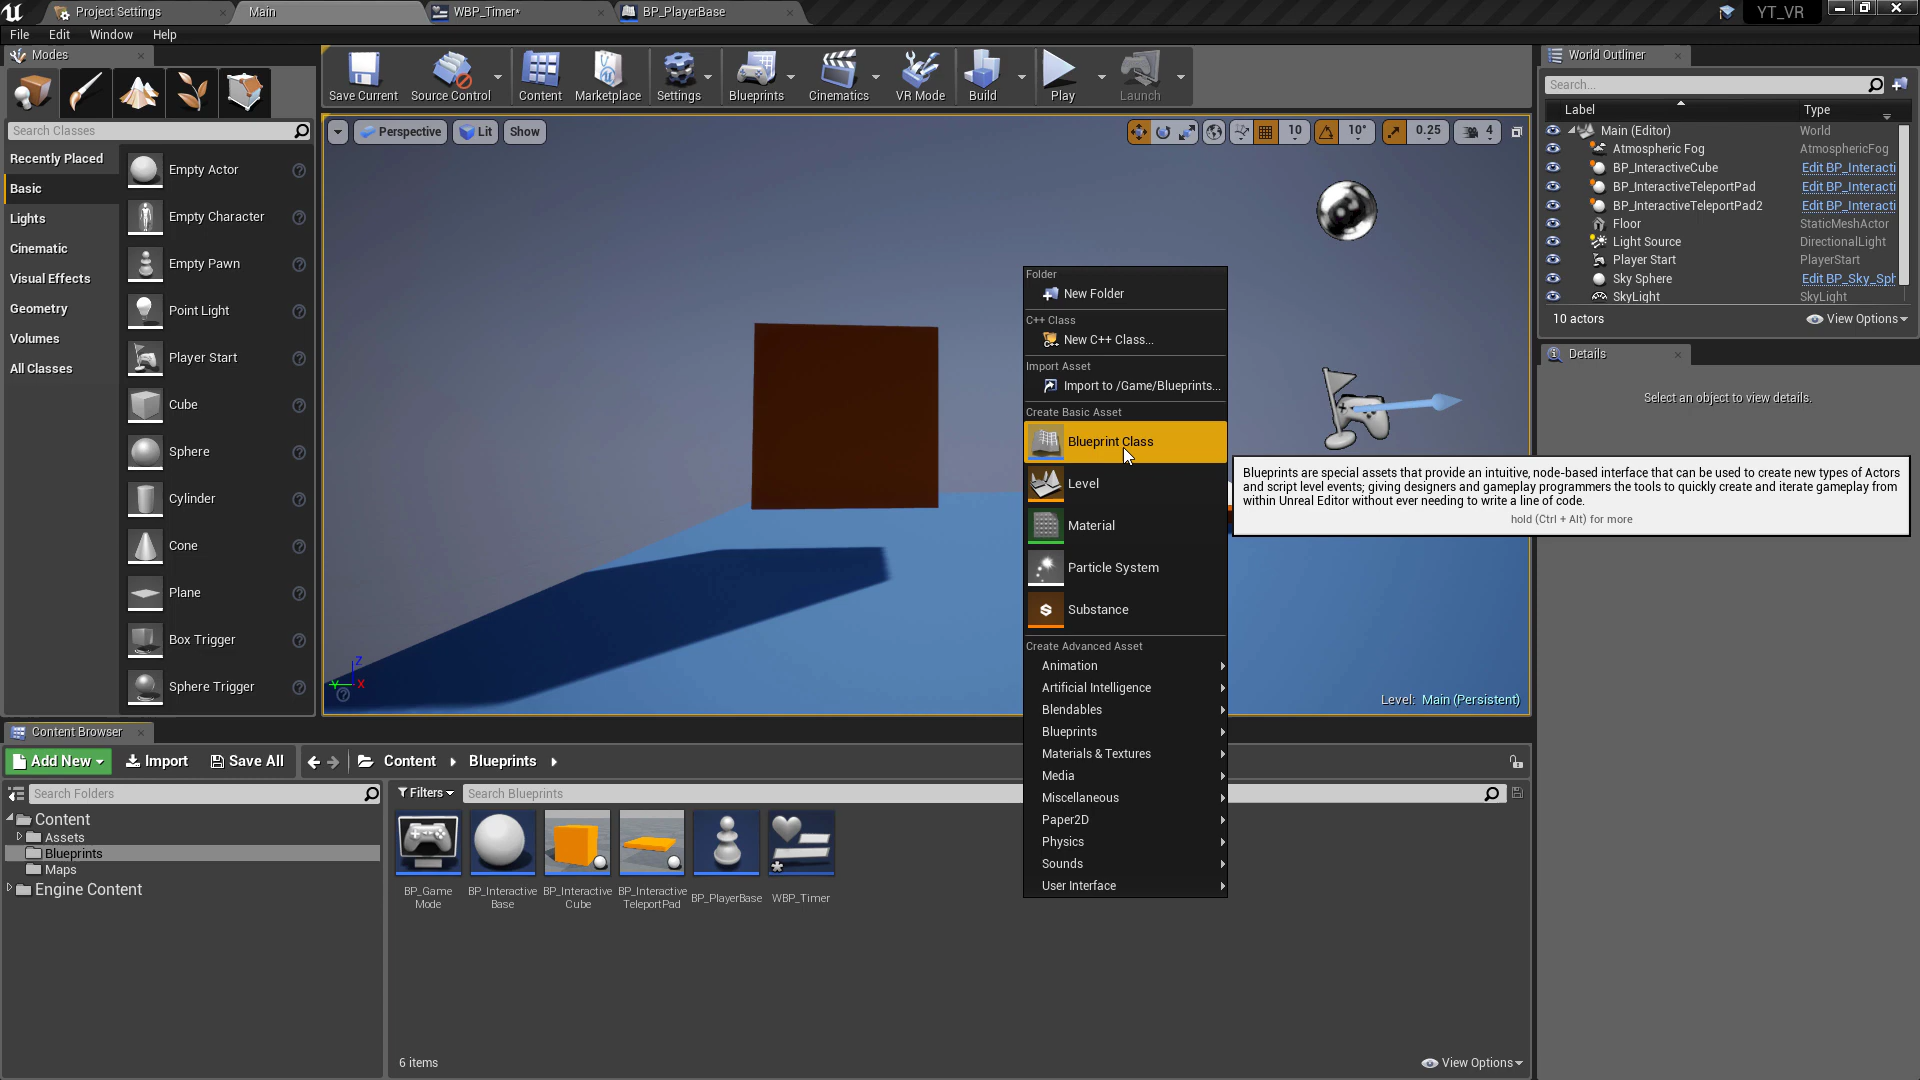 Project Settings
Main
WBP_Timer*
BP_PlayerBase
YT_VR
File Edit Window Help
Modes
Save Current
Source Control
Content
Marketplace
Settings
Blueprints
Cinematics
VR Mode
Build
Play
Launch
World Outliner
Search...
Label Type
Main (Editor) World
Atmospheric Fog AtmosphericFog
BP_InteractiveCube Edit BP_Interacti
BP_InteractiveTeleportPad Edit BP_Interacti
BP_InteractiveTeleportPad2 Edit BP_Interacti
Floor StaticMeshActor
Light Source DirectionalLight
Player Start PlayerStart
Sky Sphere Edit BP_Sky_Sph
SkyLight SkyLight
10 actors View Options
Details
Select an object to view details.
Search Classes
Recently Placed
Basic
Lights
Cinematic
Visual Effects
Geometry
Volumes
All Classes
Empty Actor
Empty Character
Empty Pawn
Point Light
Player Start
Cube
Sphere
Cylinder
Cone
Plane
Box Trigger
Sphere Trigger
Perspective Lit Show
10 10° 0.25 4
Z
Y X
Level: Main (Persistent)
Folder
New Folder
C++ Class
New C++ Class...
Import Asset
Import to /Game/Blueprints...
Create Basic Asset
Blueprint Class
Level
Material
Particle System
Substance
Create Advanced Asset
Animation
Artificial Intelligence
Blendables
Blueprints
Materials & Textures
Media
Miscellaneous
Paper2D
Physics
Sounds
User Interface
Blueprints are special assets that provide an intuitive, node-based interface that can be used to create new types of Actors
and script level events; giving designers and gameplay programmers the tools to quickly create and iterate gameplay from
within Unreal Editor without ever needing to write a line of code.
hold (Ctrl + Alt) for more
Content Browser
Add New Import Save All Content Blueprints
Search Folders
Content
Assets
Blueprints
Maps
Engine Content
Filters Search Blueprints
BP_Game
Mode
BP_Interactive
Base
BP_Interactive
Cube
BP_Interactive
TeleportPad
BP_PlayerBase
WBP_Timer
6 items
View Options